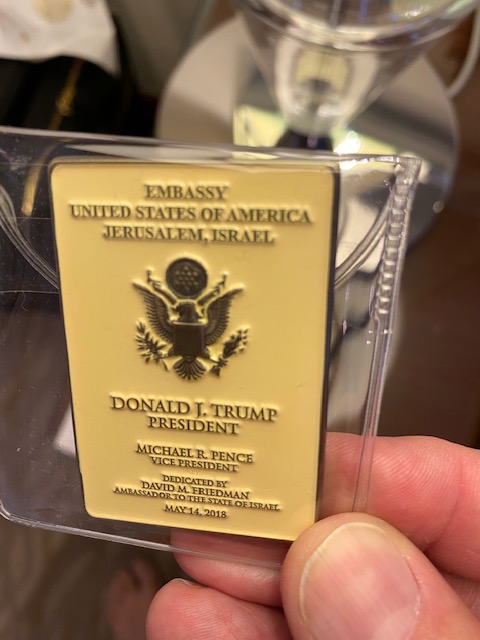 EMBASSY
UNITED STATES OF AMERICA
JERUSALEM, ISRAEL
DONALD J. TRUMP
PRESIDENT
MICHAEL R. PENCE
VICE PRESIDENT
DEDICATED BY
DAVID M. FRIEDMAN
AMBASSADOR TO THE STATE OF ISRAEL
MAY 14, 2018